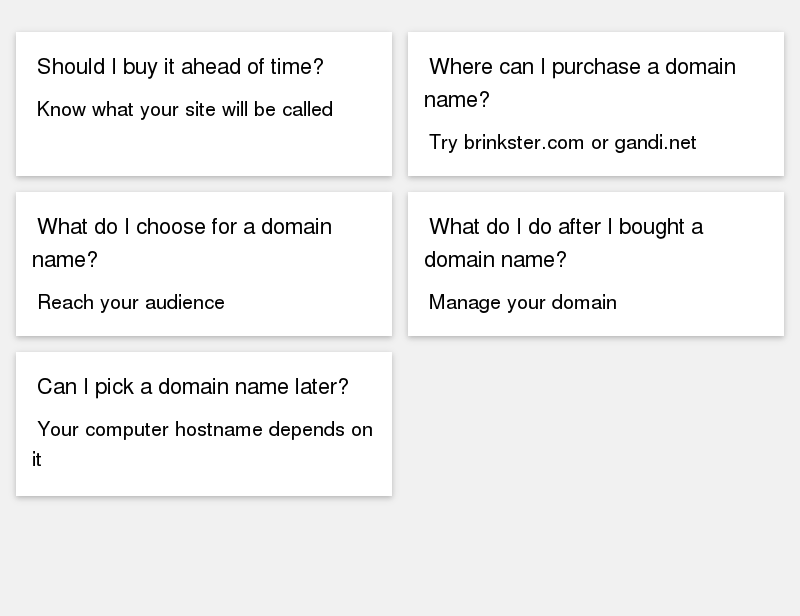 Should I buy it ahead of time?
Know what your site will be called
Where can I purchase a domain
name?
Try brinkster.com or gandi.net
What do I choose for a domain
name?
Reach your audience
What do I do after I bought a
domain name?
Manage your domain
Can I pick a domain name later?
Your computer hostname depends on
it